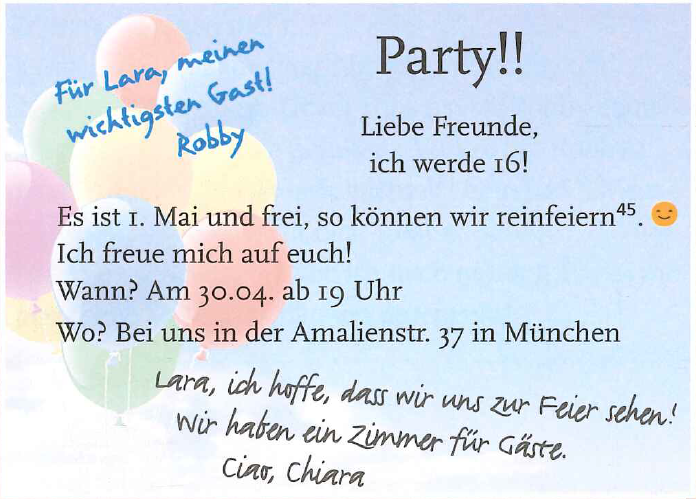 Für Lara, meinen
wichtigsten Gast!
Robby
Party!!
Liebe Freunde,
ich werde 16!
Es ist 1. Mai und frei, so können wir reinfeiern⁴⁵. 😊
Ich freue mich auf euch!
Wann? Am 30.04. ab 19 Uhr
Wo? Bei uns in der Amalienstr. 37 in München
Lara, ich hoffe, dass wir uns zur Feier sehen!
Wir haben ein Zimmer für Gäste.
Ciao, Chiara